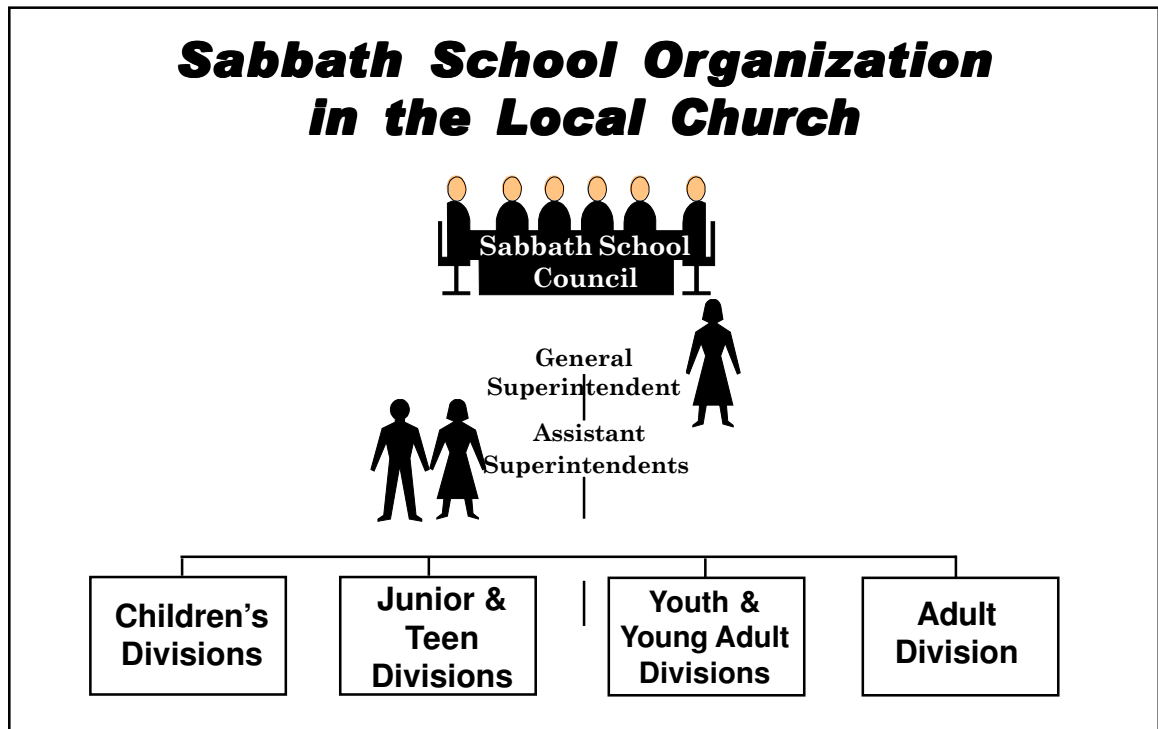 Sabbath School Organization
in the Local Church
Sabbath School
Council
General
Superintendent
Assistant
Superintendents
Children’s
Divisions
Junior &
Teen
Divisions
Youth &
Young Adult
Divisions
Adult
Division